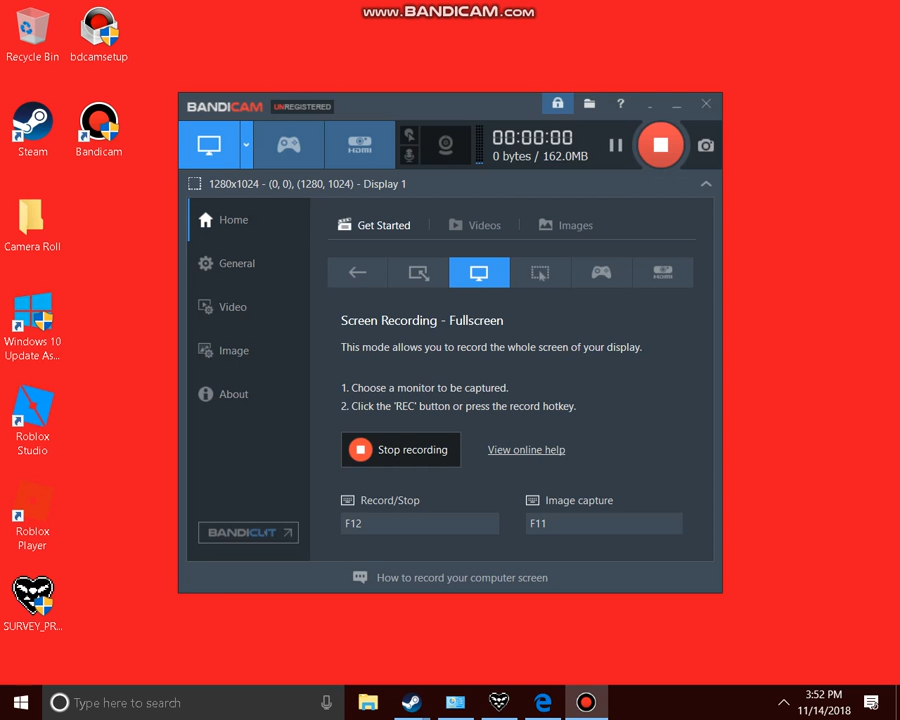 www.BANDICAM.com
Recycle Bin
bdcamsetup
Steam
Bandicam
Camera Roll
Windows 10
Update As...
Roblox
Studio
Roblox
Player
SURVEY_PR...
BANDICAM UNREGISTERED
?
HDMI
00:00:00
0 bytes / 162.0MB
1280x1024 - (0, 0), (1280, 1024) - Display 1
Home
General
Video
Image
About
BANDICUT
Get Started
Videos
Images
HDMI
Screen Recording - Fullscreen
This mode allows you to record the whole screen of your display.
1. Choose a monitor to be captured.
2. Click the 'REC' button or press the record hotkey.
Stop recording
View online help
Record/Stop
Image capture
F12
F11
How to record your computer screen
Type here to search
3:52 PM
11/14/2018